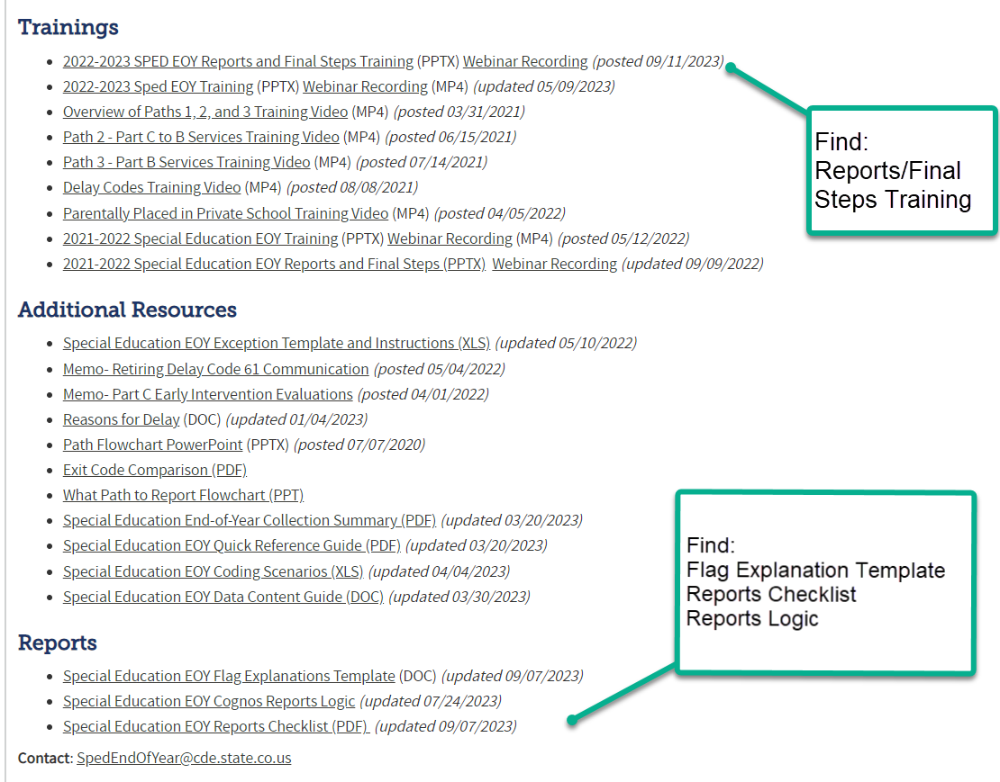 Trainings
2022-2023 SPED EOY Reports and Final Steps Training (PPTX) Webinar Recording (posted 09/11/2023)
2022-2023 Sped EOY Training (PPTX) Webinar Recording (MP4) (updated 05/09/2023)
Overview of Paths 1, 2, and 3 Training Video (MP4) (posted 03/31/2021)
Path 2 - Part C to B Services Training Video (MP4) (posted 06/15/2021)
Path 3 - Part B Services Training Video (MP4) (posted 07/14/2021)
Delay Codes Training Video (MP4) (posted 08/08/2021)
Parentally Placed in Private School Training Video (MP4) (posted 04/05/2022)
2021-2022 Special Education EOY Training (PPTX) Webinar Recording (MP4) (posted 05/12/2022)
2021-2022 Special Education EOY Reports and Final Steps (PPTX) Webinar Recording (updated 09/09/2022)
Find:
Reports/Final
Steps Training
Additional Resources
Special Education EOY Exception Template and Instructions (XLS) (updated 05/10/2022)
Memo- Retiring Delay Code 61 Communication (posted 05/04/2022)
Memo- Part C Early Intervention Evaluations (posted 04/01/2022)
Reasons for Delay (DOC) (updated 01/04/2023)
Path Flowchart PowerPoint (PPTX) (posted 07/07/2020)
Exit Code Comparison (PDF)
What Path to Report Flowchart (PPT)
Special Education End-of-Year Collection Summary (PDF) (updated 03/20/2023)
Special Education EOY Quick Reference Guide (PDF) (updated 03/20/2023)
Special Education EOY Coding Scenarios (XLS) (updated 04/04/2023)
Special Education EOY Data Content Guide (DOC) (updated 03/30/2023)
Find:
Flag Explanation Template
Reports Checklist
Reports Logic
Reports
Special Education EOY Flag Explanations Template (DOC) (updated 09/07/2023)
Special Education EOY Cognos Reports Logic (updated 07/24/2023)
Special Education EOY Reports Checklist (PDF) (updated 09/07/2023)
Contact: SpedEndOfYear@cde.state.co.us